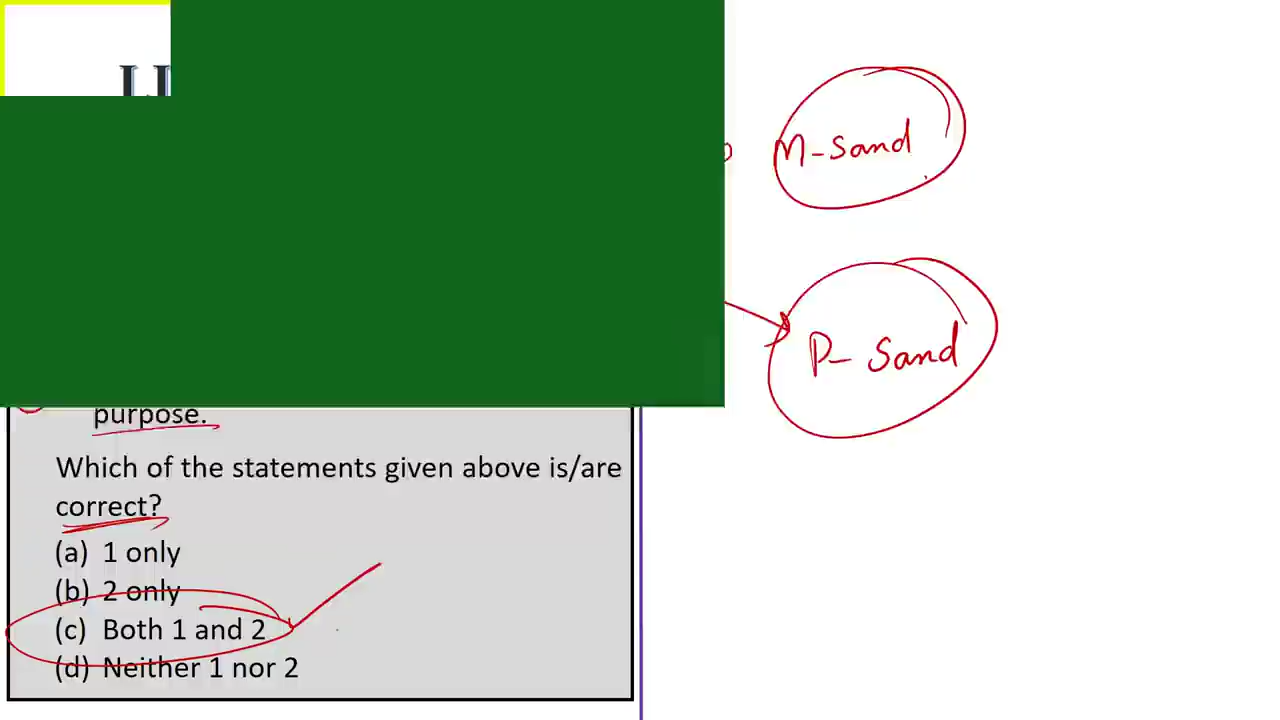 M-Sand
P- Sand
purpose.
Which of the statements given above is/are
correct?
(a) 1 only
(b) 2 only
(c) Both 1 and 2
(d) Neither 1 nor 2